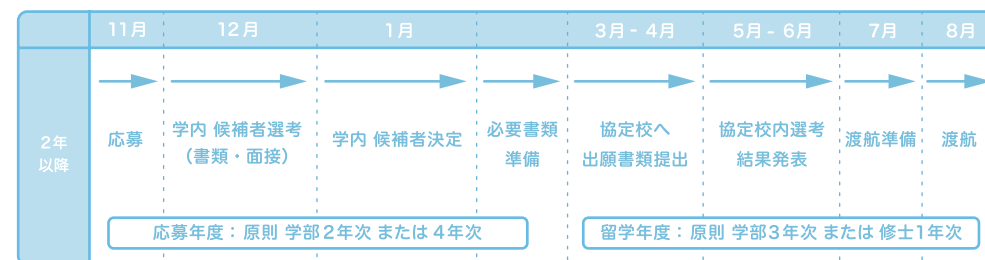 11月 12月 1月 3月 - 4月 5月 - 6月 7月 8月
2年
以降
応募
学内 候補者選考
（書類・面接）
学内 候補者決定
必要書類
準備
協定校へ
出願書類提出
協定校内選考
結果発表
渡航準備
渡航
応募年度：原則 学部2年次 または 4年次
留学年度：原則 学部3年次 または 修士1年次